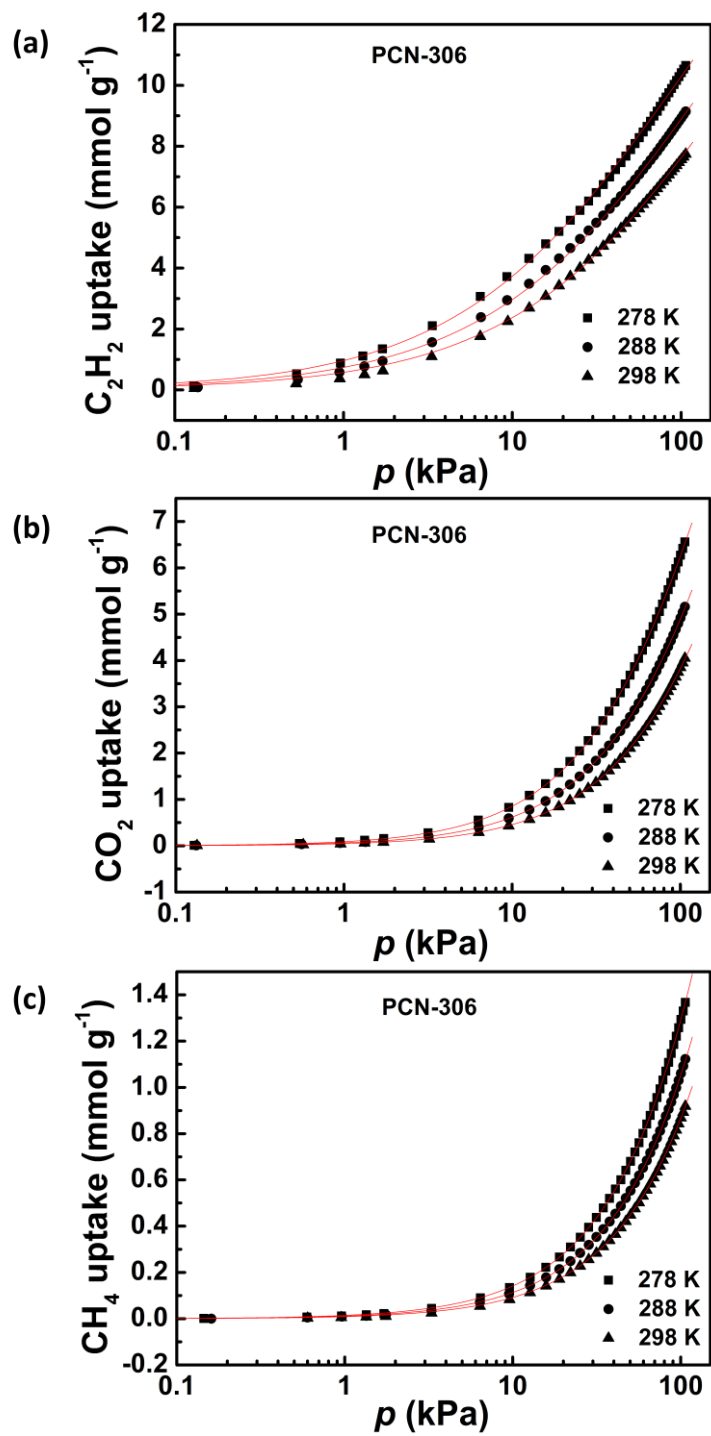 (a)
PCN-306
C2H2 uptake (mmol g-1)
12
10
8
6
4
2
0
278 K
288 K
298 K
0.1
1
10
100
p (kPa)
(b)
PCN-306
CO2 uptake (mmol g-1)
7
6
5
4
3
2
1
0
-1
278 K
288 K
298 K
0.1
1
10
100
p (kPa)
(c)
PCN-306
CH4 uptake (mmol g-1)
1.4
1.2
1.0
0.8
0.6
0.4
0.2
0.0
-0.2
278 K
288 K
298 K
0.1
1
10
100
p (kPa)